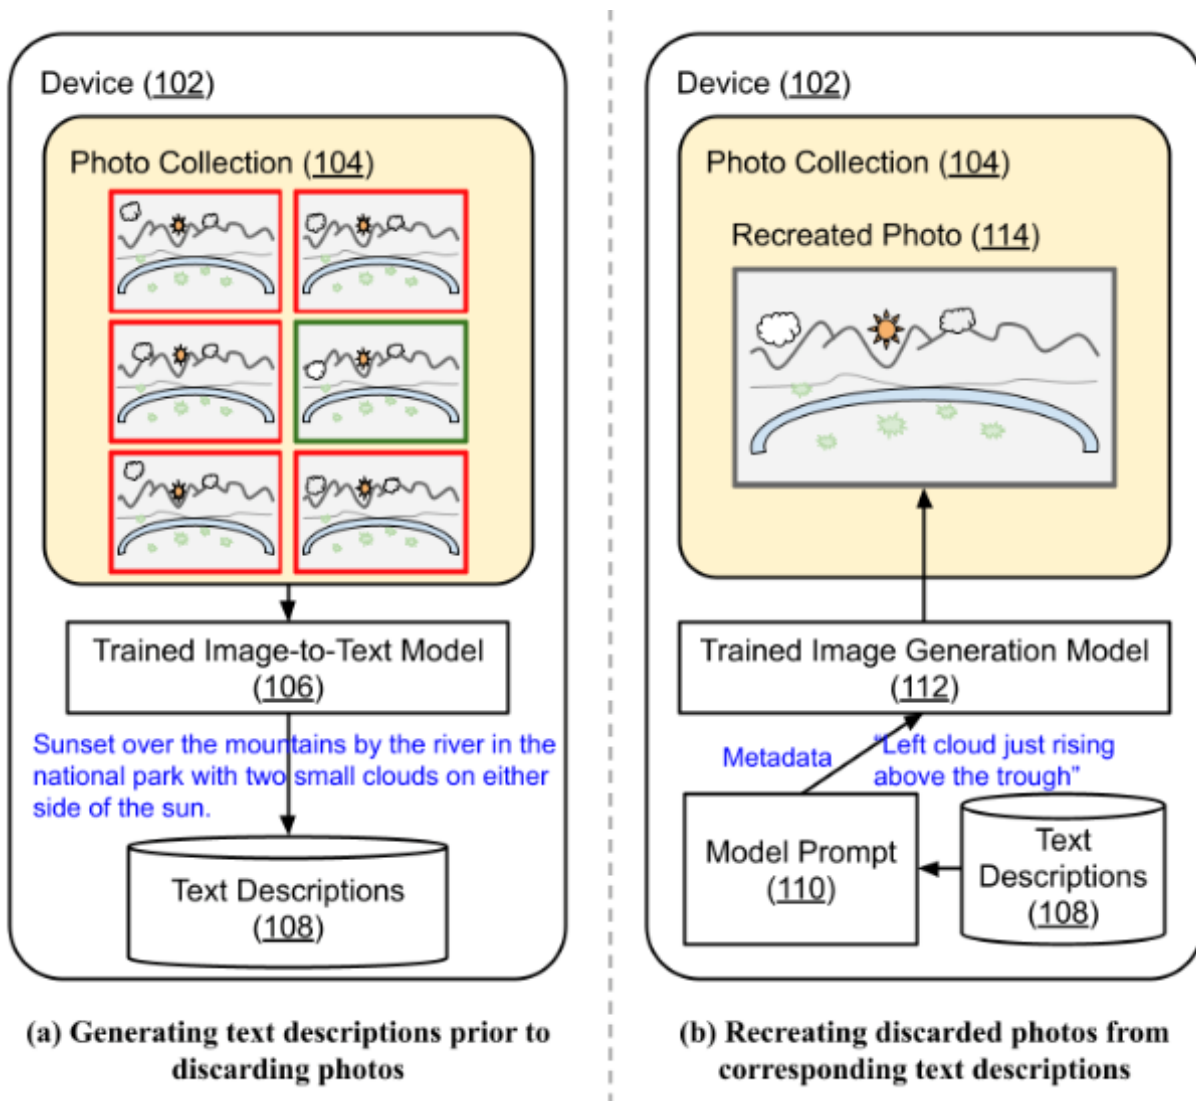 Device (102)
Photo Collection (104)
Trained Image-to-Text Model
(106)
Sunset over the mountains by the river in the
national park with two small clouds on either
side of the sun.
Text Descriptions
(108)
(a) Generating text descriptions prior to
discarding photos
Device (102)
Photo Collection (104)
Recreated Photo (114)
Trained Image Generation Model
(112)
Metadata
“Left cloud just rising
above the trough”
Model Prompt
(110)
Text
Descriptions
(108)
(b) Recreating discarded photos from
corresponding text descriptions